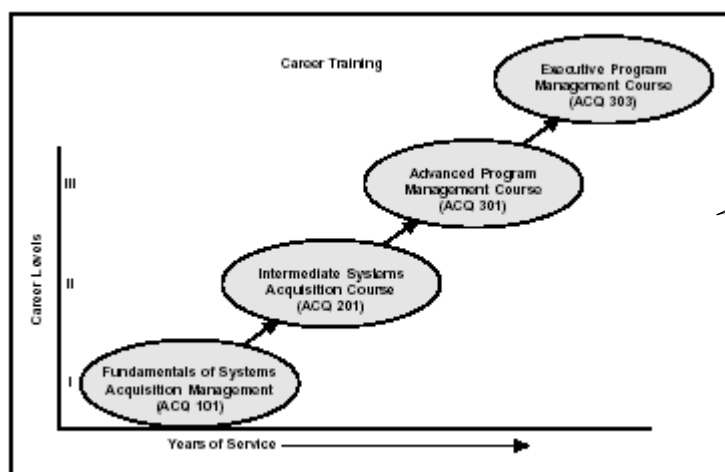 Career Training
Executive Program
Management Course
(ACQ 303)
Advanced Program
Management Course
(ACQ 301)
Intermediate Systems
Acquisition Course
(ACQ 201)
Fundamentals of Systems
Acquisition Management
(ACQ 101)
Career Levels
III
II
I
Years of Service